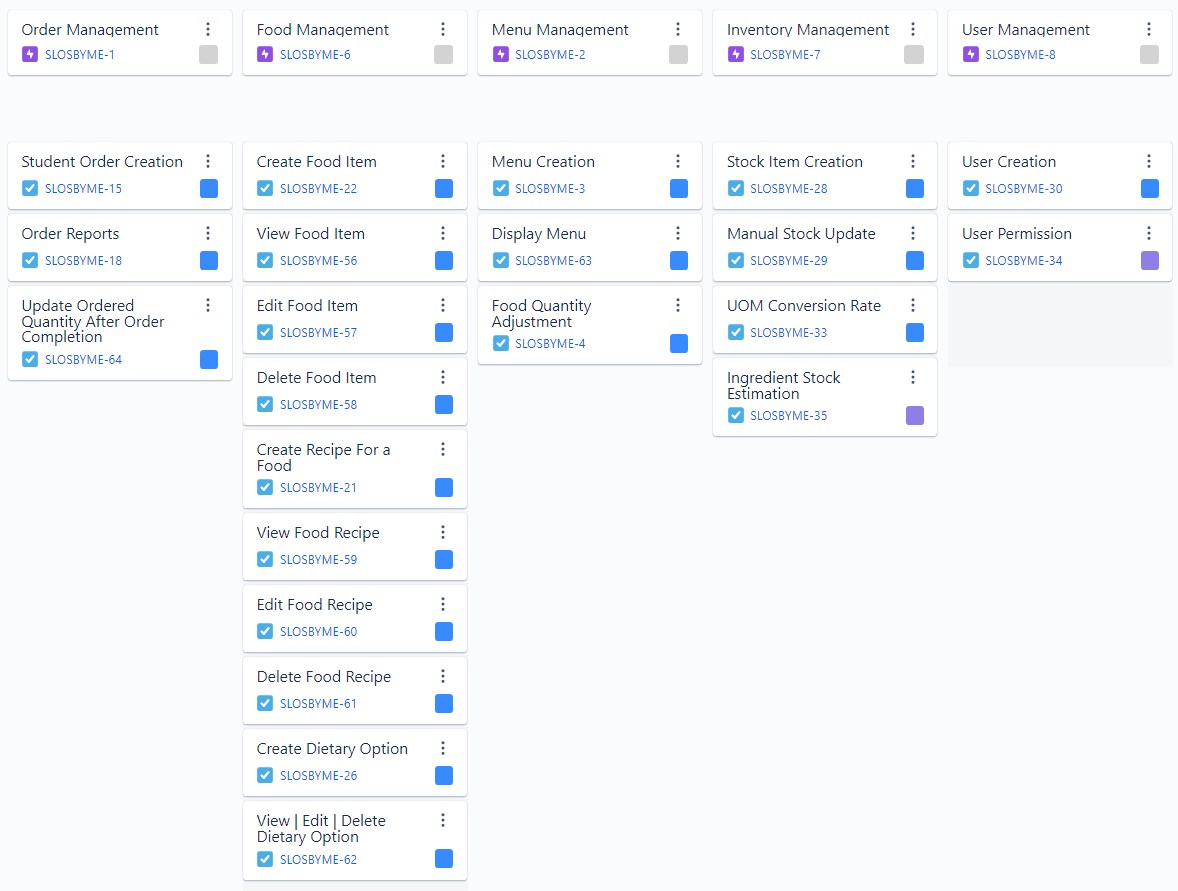 Order Management
SLOSBYME-1
Food Management
SLOSBYME-6
Menu Management
SLOSBYME-2
Inventory Management
SLOSBYME-7
User Management
SLOSBYME-8
Student Order Creation
SLOSBYME-15
Order Reports
SLOSBYME-18
Update Ordered
Quantity After Order
Completion
SLOSBYME-64
Create Food Item
SLOSBYME-22
View Food Item
SLOSBYME-56
Edit Food Item
SLOSBYME-57
Delete Food Item
SLOSBYME-58
Create Recipe For a
Food
SLOSBYME-21
View Food Recipe
SLOSBYME-59
Edit Food Recipe
SLOSBYME-60
Delete Food Recipe
SLOSBYME-61
Create Dietary Option
SLOSBYME-26
View | Edit | Delete
Dietary Option
SLOSBYME-62
Menu Creation
SLOSBYME-3
Display Menu
SLOSBYME-63
Food Quantity
Adjustment
SLOSBYME-4
Stock Item Creation
SLOSBYME-28
Manual Stock Update
SLOSBYME-29
UOM Conversion Rate
SLOSBYME-33
Ingredient Stock
Estimation
SLOSBYME-35
User Creation
SLOSBYME-30
User Permission
SLOSBYME-34